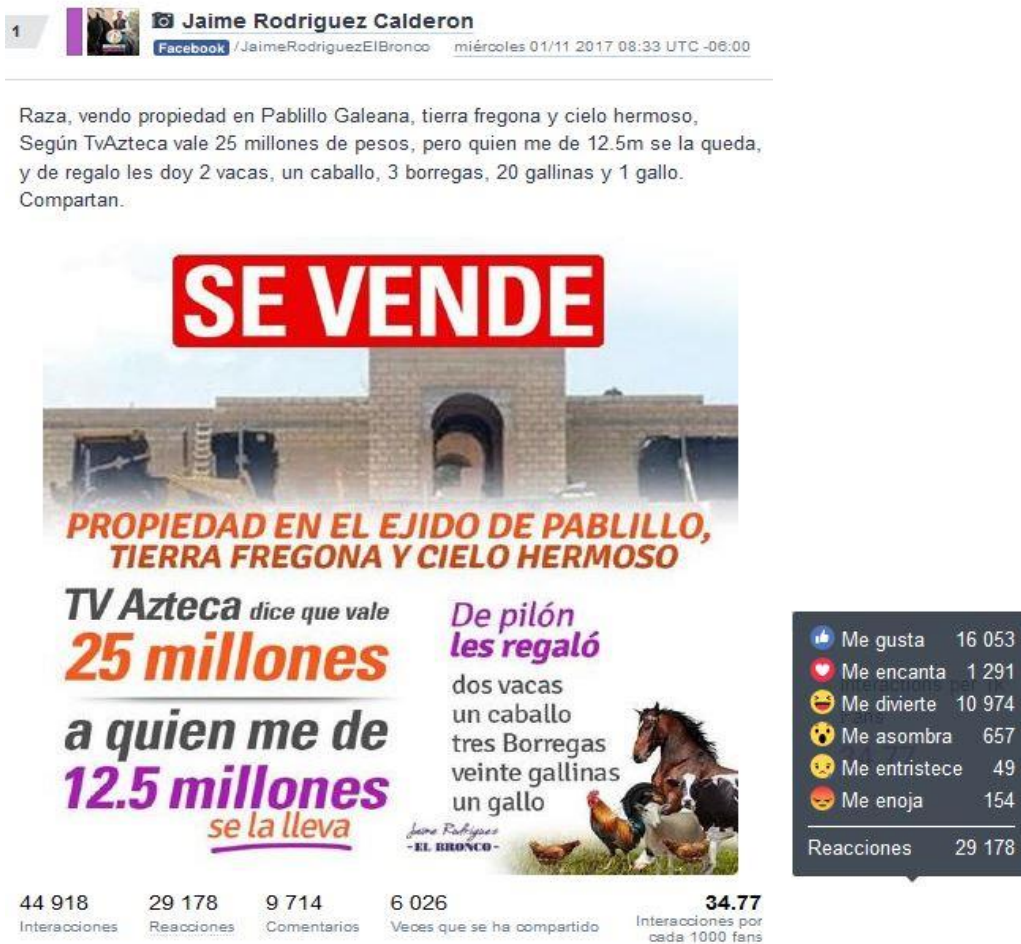 1
Jaime Rodriguez Calderon
Facebook /JaimeRodriguezElBronco miércoles 01/11 2017 08:33 UTC -06:00
Raza, vendo propiedad en Pablillo Galeana, tierra fregona y cielo hermoso,
Según TvAzteca vale 25 millones de pesos, pero quien me de 12.5m se la queda,
y de regalo les doy 2 vacas, un caballo, 3 borregas, 20 gallinas y 1 gallo.
Compartan.
SE VENDE
PROPIEDAD EN EL EJIDO DE PABLILLO,
TIERRA FREGONA Y CIELO HERMOSO
TV Azteca dice que vale
25 millones
a quien me de
12.5 millones
se la lleva
De pilón
les regaló
dos vacas
un caballo
tres Borregas
veinte gallinas
un gallo
Jaime Rodriguez
-EL BRONCO-
Me gusta 16 053
Me encanta 1 291
Me divierte 10 974
Me asombra 657
Me entristece 49
Me enoja 154
Reacciones 29 178
44 918 29 178 9 714 6 026 34.77
Interacciones Reacciones Comentarios Veces que se ha compartido Interacciones por
cada 1000 fans